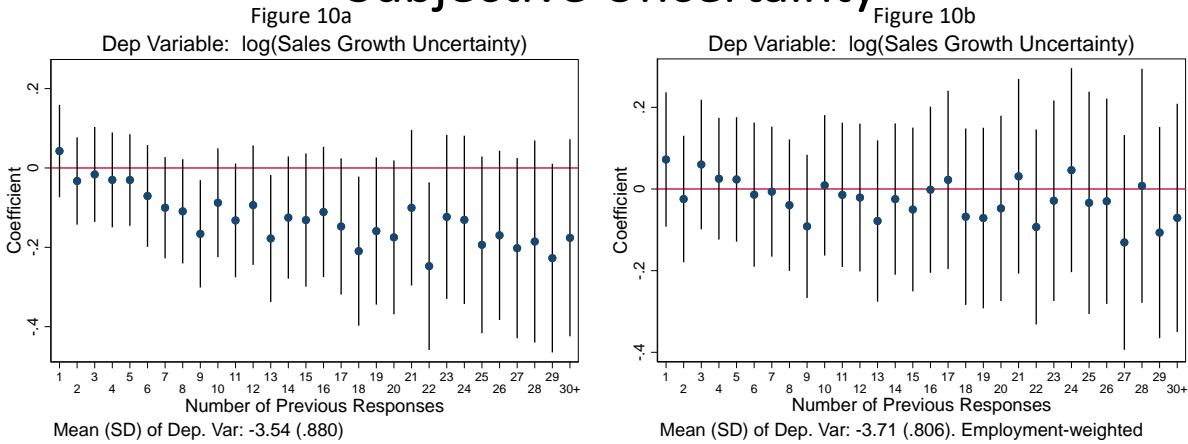 Subjective Uncertainty
Figure 10a
Dep Variable: log(Sales Growth Uncertainty)
Coefficient
.2
0
-.2
-.4
1 3 5 7 9 11 13 15 17 19 21 23 25 27 29
2 4 6 8 10 12 14 16 18 20 22 24 26 28 30+
Number of Previous Responses
Mean (SD) of Dep. Var: -3.54 (.880)
Figure 10b
Dep Variable: log(Sales Growth Uncertainty)
Coefficient
.2
0
-.2
-.4
1 3 5 7 9 11 13 15 17 19 21 23 25 27 29
2 4 6 8 10 12 14 16 18 20 22 24 26 28 30+
Number of Previous Responses
Mean (SD) of Dep. Var: -3.71 (.806). Employment-weighted